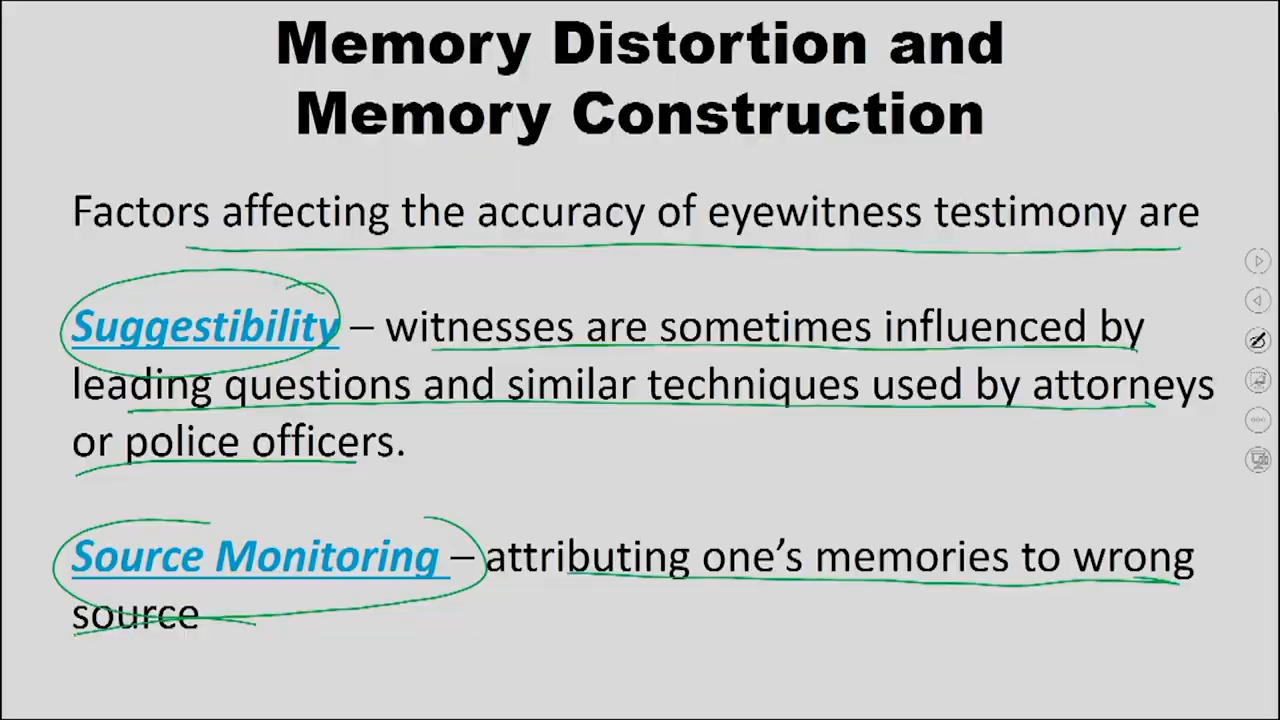 Memory Distortion and
Memory Construction
Factors affecting the accuracy of eyewitness testimony are
Suggestibility – witnesses are sometimes influenced by
leading questions and similar techniques used by attorneys
or police officers.
Source Monitoring – attributing one’s memories to wrong
source